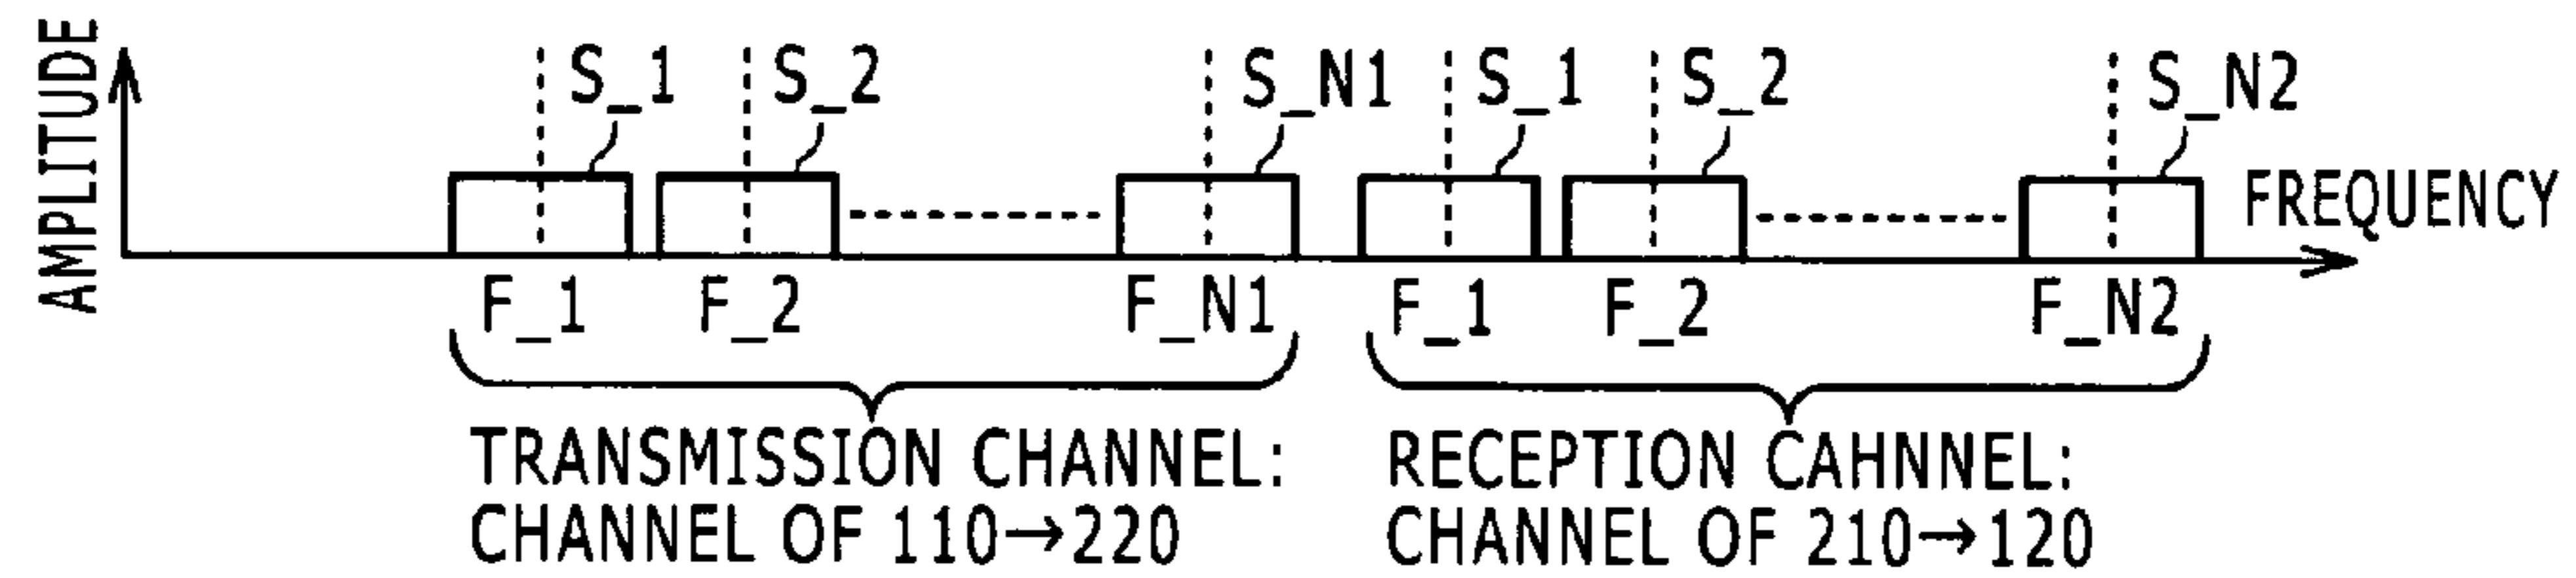 AMPLITUDE
S_1 S_2 S_N1 S_1 S_2 S_N2
FREQUENCY
F_1 F_2 F_N1 F_1 F_2 F_N2
TRANSMISSION CHANNEL:
CHANNEL OF 110→220
RECEPTION CAHNNEL:
CHANNEL OF 210→120